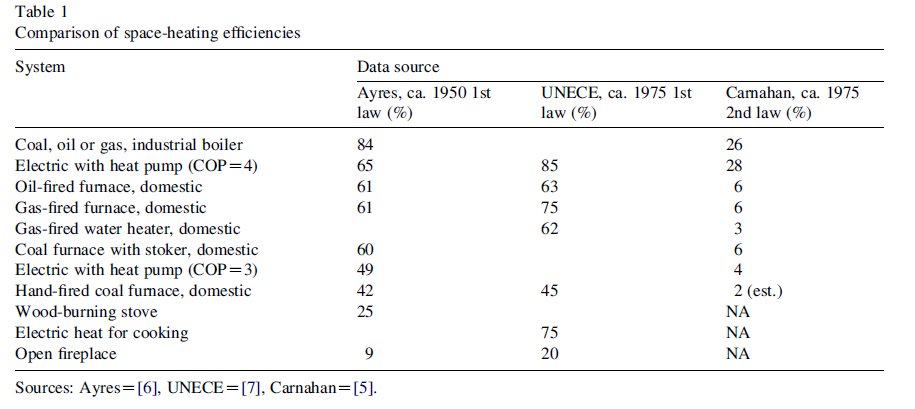 Table 1
Comparison of space-heating efficiencies
System Data source
Ayres, ca. 1950 1st law (%) UNECE, ca. 1975 1st law (%) Carnahan, ca. 1975 2nd law (%)
Coal, oil or gas, industrial boiler 84 26
Electric with heat pump (COP=4) 65 85 28
Oil-fired furnace, domestic 61 63 6
Gas-fired furnace, domestic 61 75 6
Gas-fired water heater, domestic 62 3
Coal furnace with stoker, domestic 60 6
Electric with heat pump (COP=3) 49 4
Hand-fired coal furnace, domestic 42 45 2 (est.)
Wood-burning stove 25 NA
Electric heat for cooking 75 NA
Open fireplace 9 20 NA
Sources: Ayres=[6], UNECE=[7], Carnahan=[5].